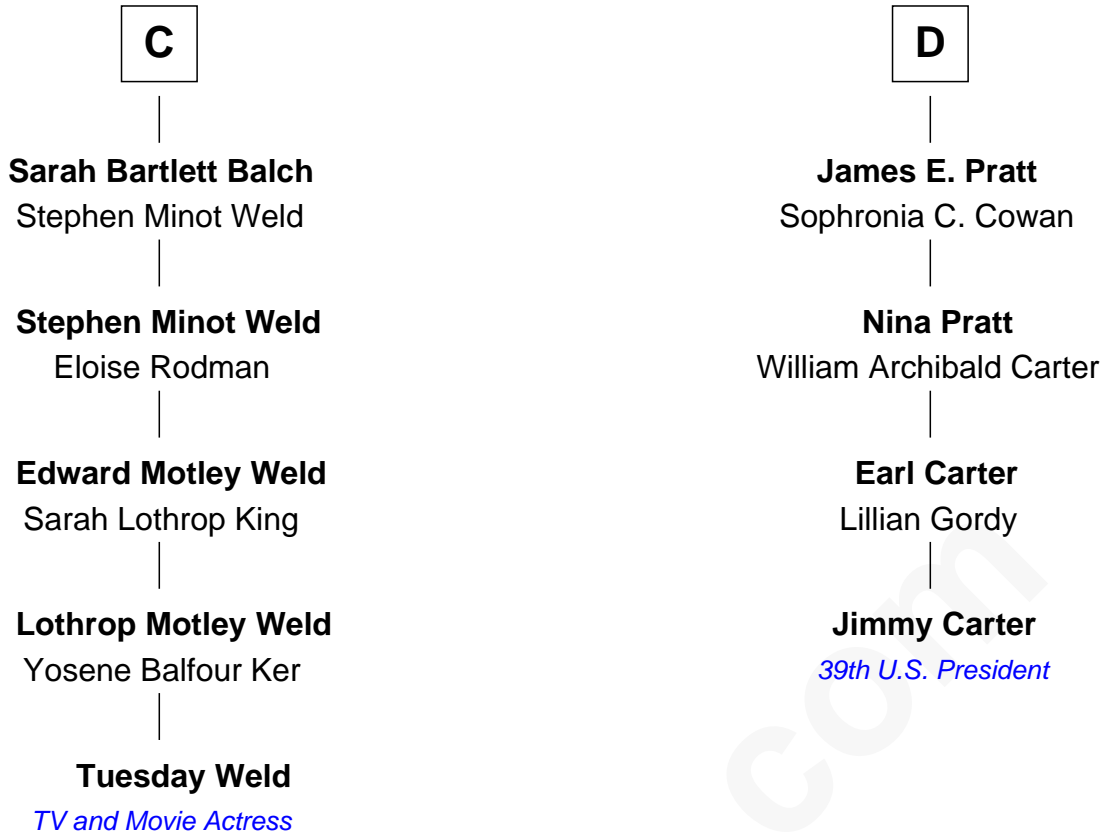 C
Sarah Bartlett Balch
Stephen Minot Weld
Stephen Minot Weld
Eloise Rodman
Edward Motley Weld
Sarah Lothrop King
Lothrop Motley Weld
Yosene Balfour Ker
Tuesday Weld
TV and Movie Actress
D
James E. Pratt
Sophronia C. Cowan
Nina Pratt
William Archibald Carter
Earl Carter
Lillian Gordy
Jimmy Carter
39th U.S. President
com